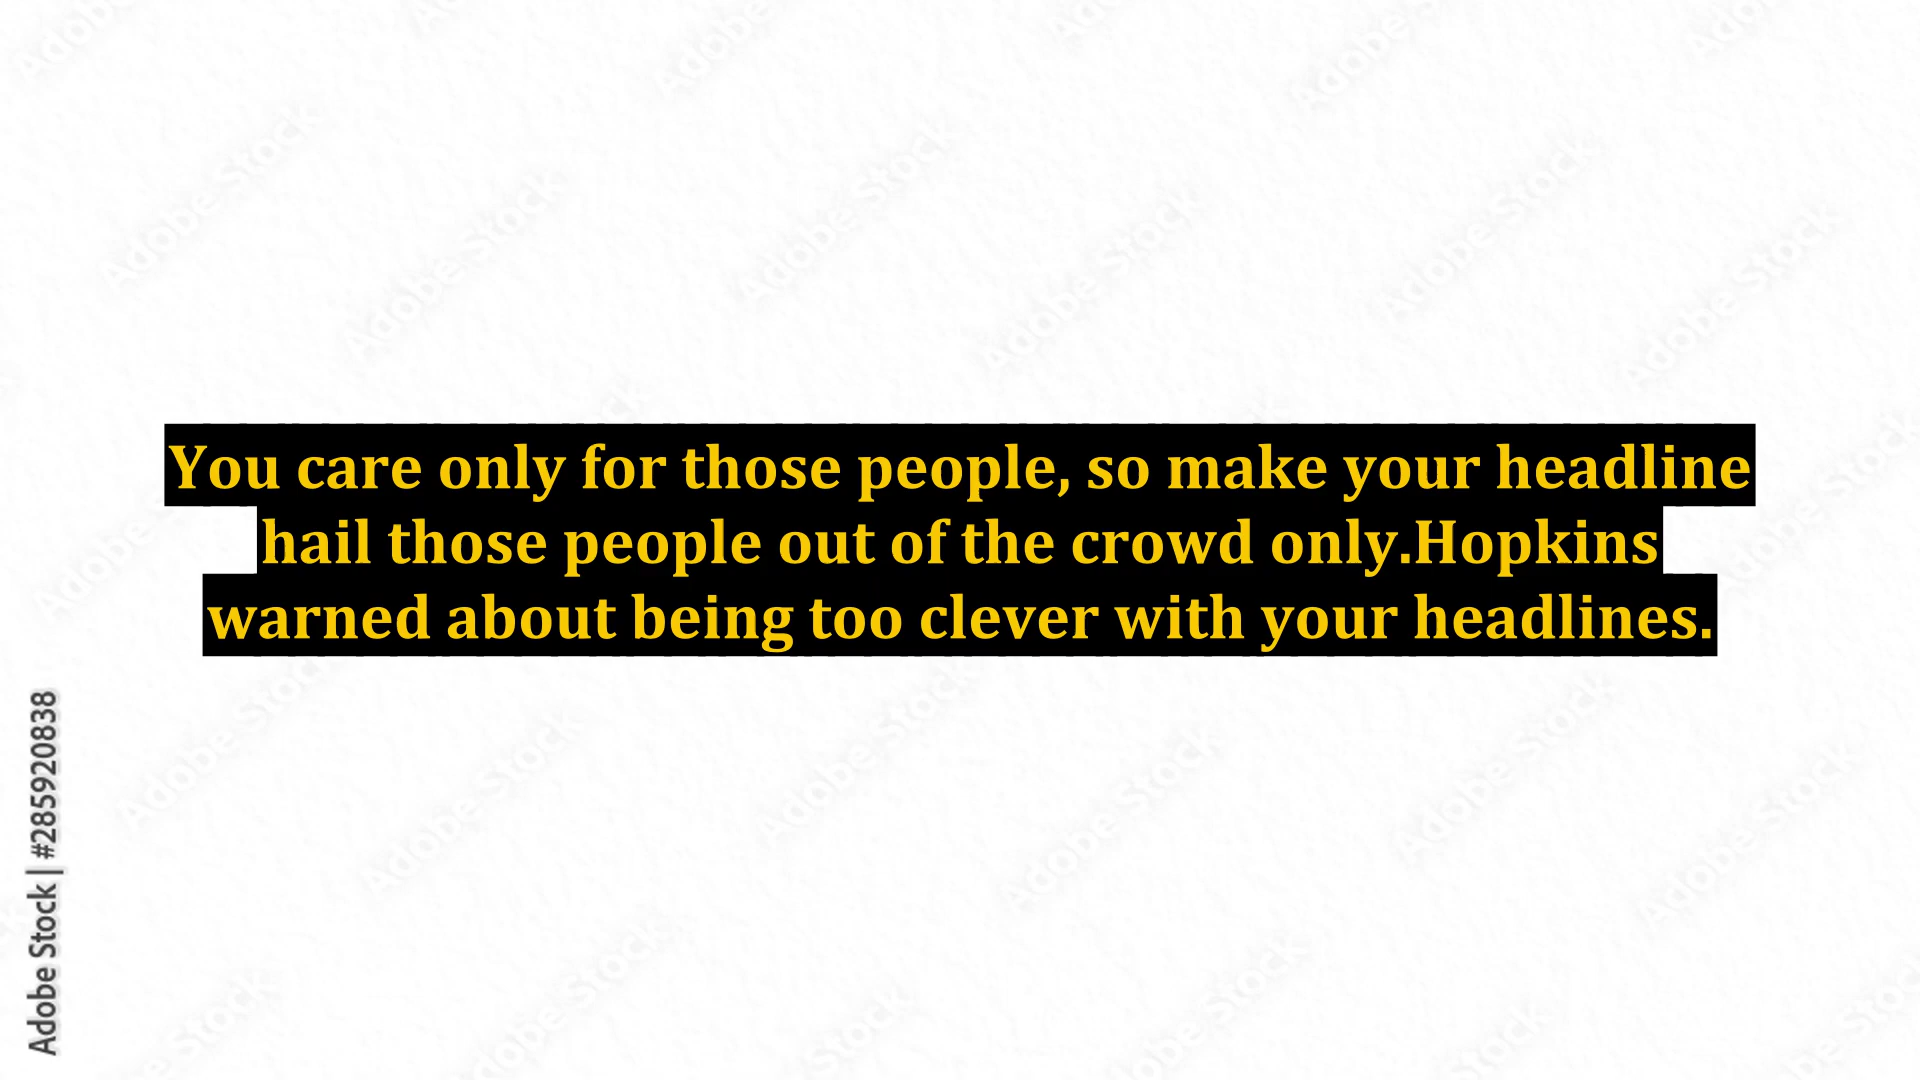 You care only for those people, so make your headline
hail those people out of the crowd only.Hopkins
warned about being too clever with your headlines.
Adobe Stock | #285920838